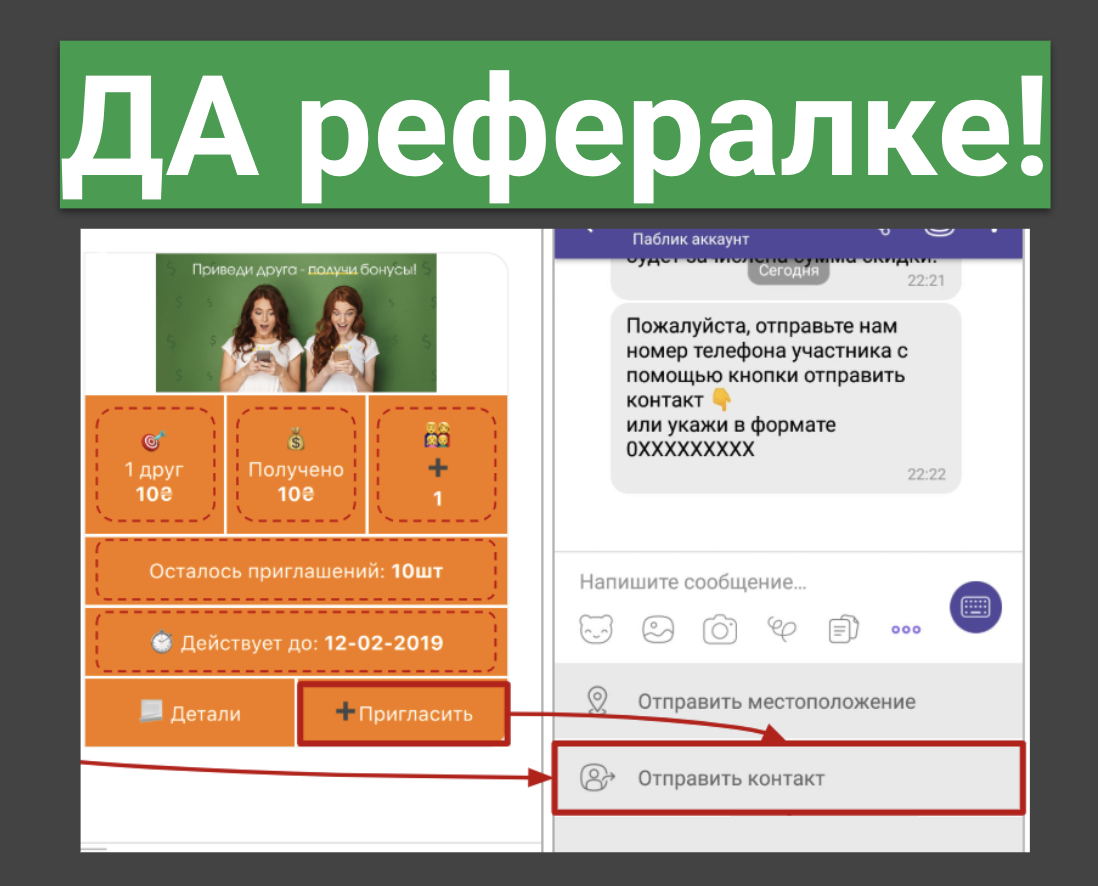 ДА рефералке!
Приведи друга - получи бонусы!
1 друг
10₴
Получено
10₴
1
Осталось приглашений: 10шт
Действует до: 12-02-2019
Детали
Пригласить
Паблик аккаунт
будет зачислена сумма скидки.
Сегодня
22:21
Пожалуйста, отправьте нам
номер телефона участника с
помощью кнопки отправить
контакт 👇
или укажи в формате
0XXXXXXXXX
22:22
Напишите сообщение...
Отправить местоположение
Отправить контакт